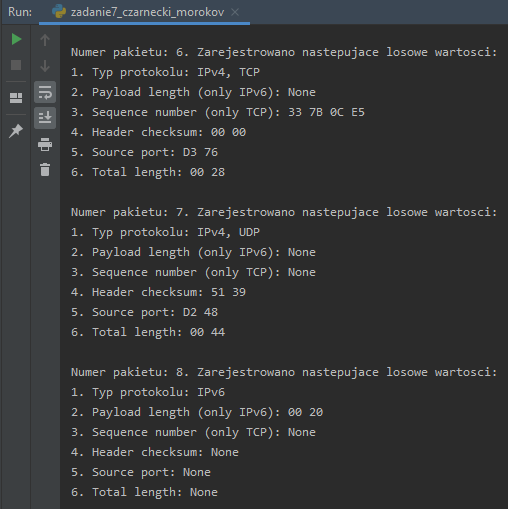 Run: zadanie7_czarnecki_morokov
Numer pakietu: 6. Zarejestrowano nastepujace losowe wartosci:
1. Typ protokolu: IPv4, TCP
2. Payload length (only IPv6): None
3. Sequence number (only TCP): 33 7B 0C E5
4. Header checksum: 00 00
5. Source port: D3 76
6. Total length: 00 28
Numer pakietu: 7. Zarejestrowano nastepujace losowe wartosci:
1. Typ protokolu: IPv4, UDP
2. Payload length (only IPv6): None
3. Sequence number (only TCP): None
4. Header checksum: 51 39
5. Source port: D2 48
6. Total length: 00 44
Numer pakietu: 8. Zarejestrowano nastepujace losowe wartosci:
1. Typ protokolu: IPv6
2. Payload length (only IPv6): 00 20
3. Sequence number (only TCP): None
4. Header checksum: None
5. Source port: None
6. Total length: None